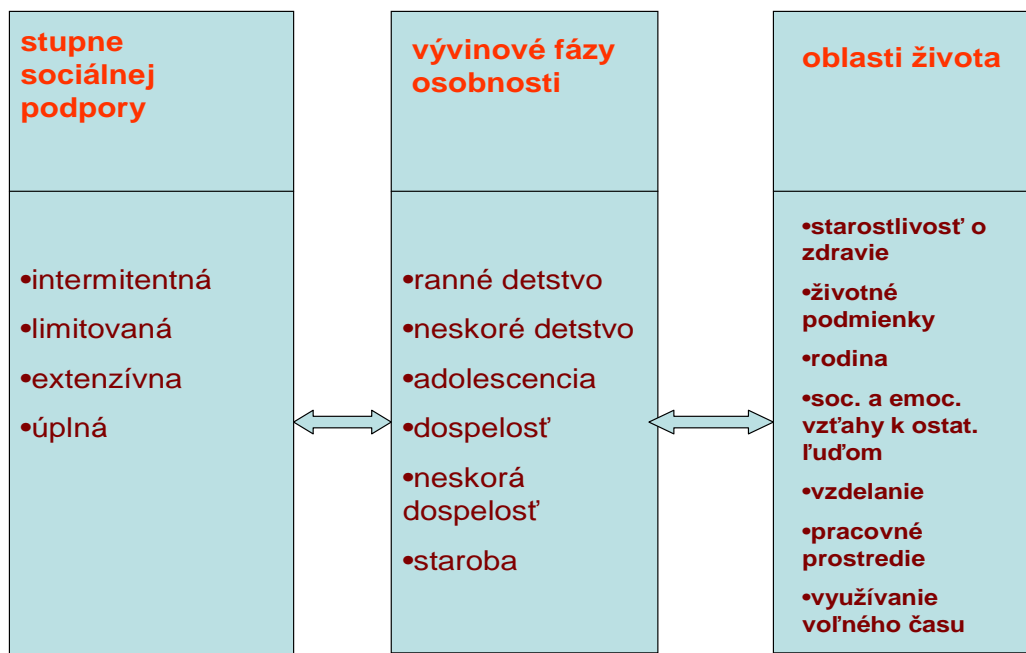 stupne
sociálnej
podpory
•intermitentná
•limitovaná
•extenzívna
•úplná
vývinové fázy
osobnosti
•ranné detstvo
•neskoré detstvo
•adolescencia
•dospelosť
•neskorá
dospelosť
•staroba
oblasti života
•starostlivosť o
zdravie
•životné
podmienky
•rodina
•soc. a emoc.
vzťahy k ostat.
ľuďom
•vzdelanie
•pracovné
prostredie
•využívanie
voľného času